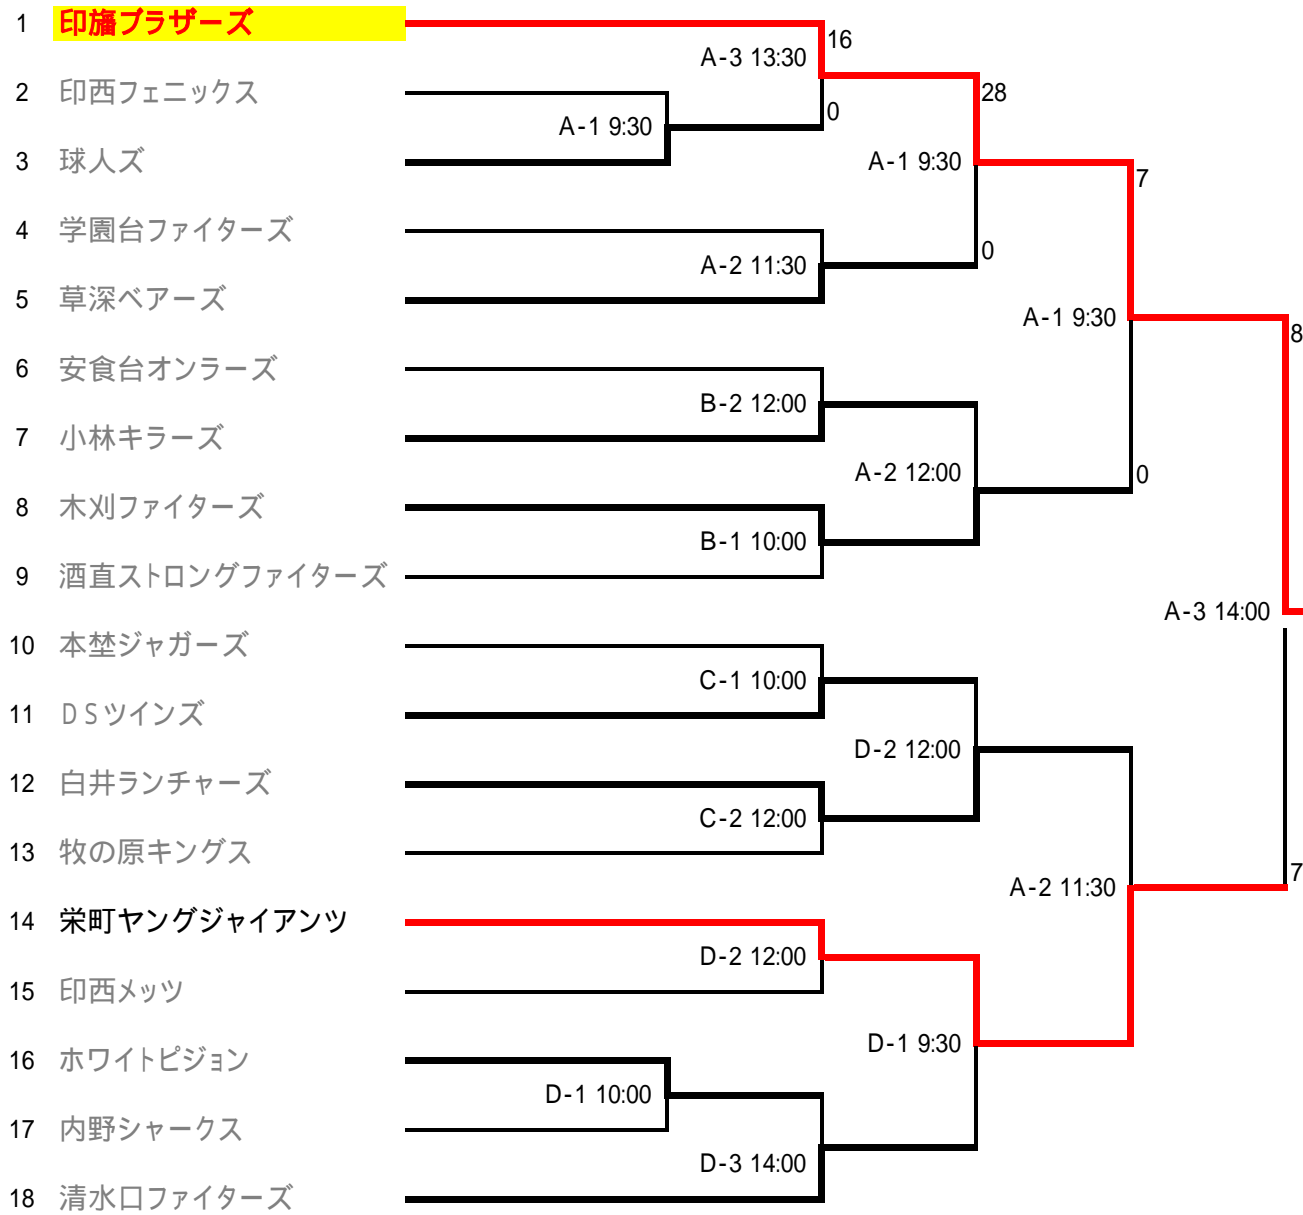 1 印旛ブラザーズ
16
A-3 13:30
2 印西フェニックス
28
0
A-1 9:30
3 球人ズ
A-1 9:30
7
4 学園台ファイターズ
0
A-2 11:30
5 草深ベアーズ
A-1 9:30
8
6 安食台オンラーズ
B-2 12:00
7 小林キラーズ
A-2 12:00
0
8 木刈ファイターズ
B-1 10:00
9 酒直ストロングファイターズ
A-3 14:00
10 本埜ジャガーズ
C-1 10:00
11 DSツインズ
D-2 12:00
12 白井ランチャーズ
C-2 12:00
13 牧の原キングス
7
A-2 11:30
14 栄町ヤングジャイアンツ
D-2 12:00
15 印西メッツ
D-1 9:30
16 ホワイトピジョン
D-1 10:00
17 内野シャークス
D-3 14:00
18 清水口ファイターズ